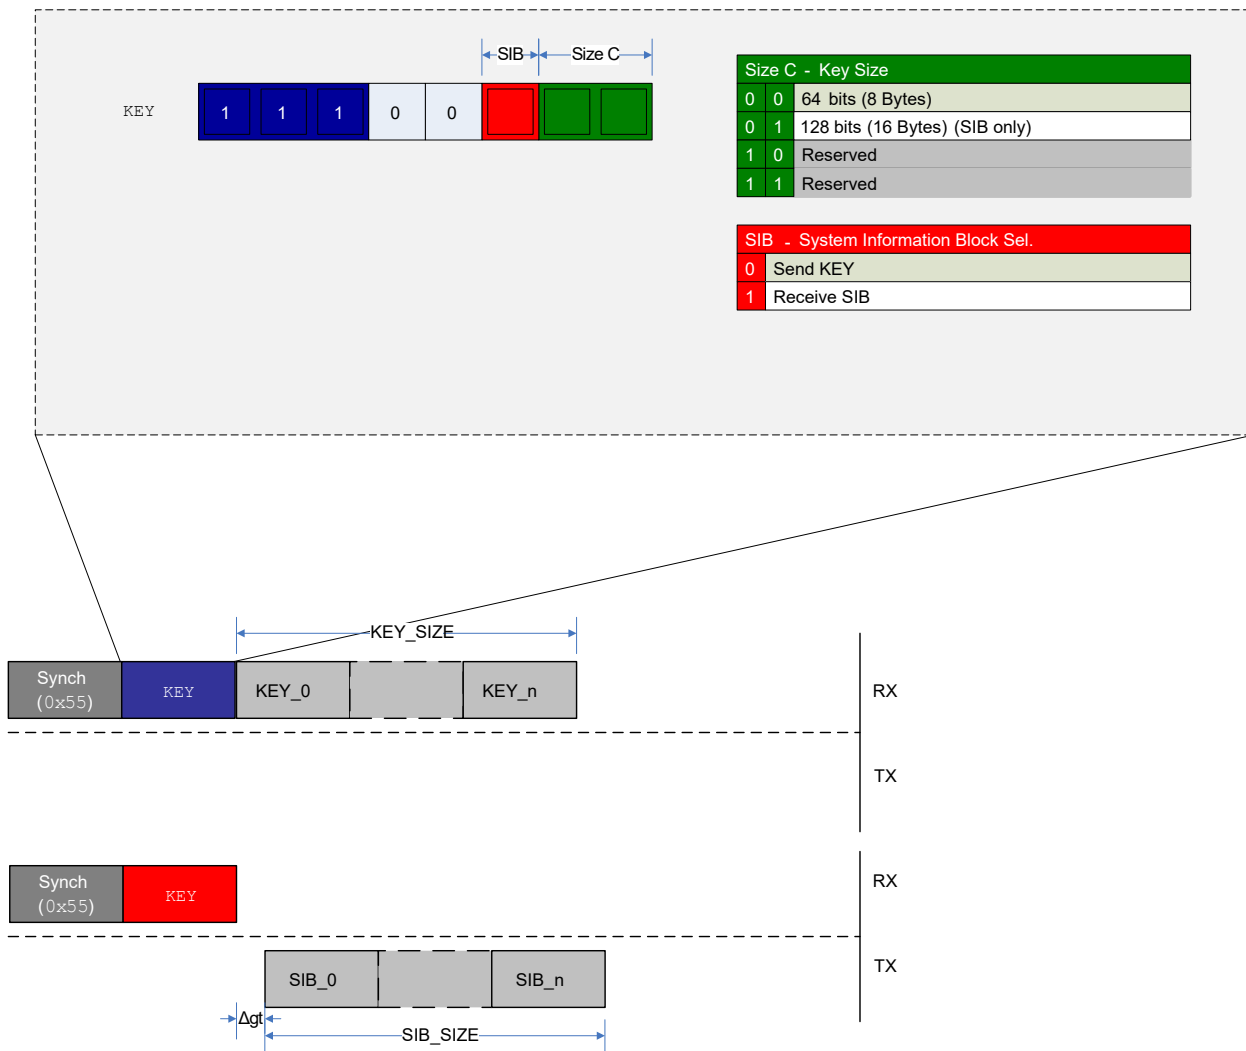 SIB Size C
KEY 1 1 1 0 0
Size C - Key Size
0 0 64 bits (8 Bytes)
0 1 128 bits (16 Bytes) (SIB only)
1 0 Reserved
1 1 Reserved
SIB - System Information Block Sel.
0 Send KEY
1 Receive SIB
KEY_SIZE
Synch
(0x55)
KEY
KEY_0
KEY_n
RX
TX
Synch
(0x55)
KEY
RX
SIB_0
SIB_n
TX
Δgt
SIB_SIZE